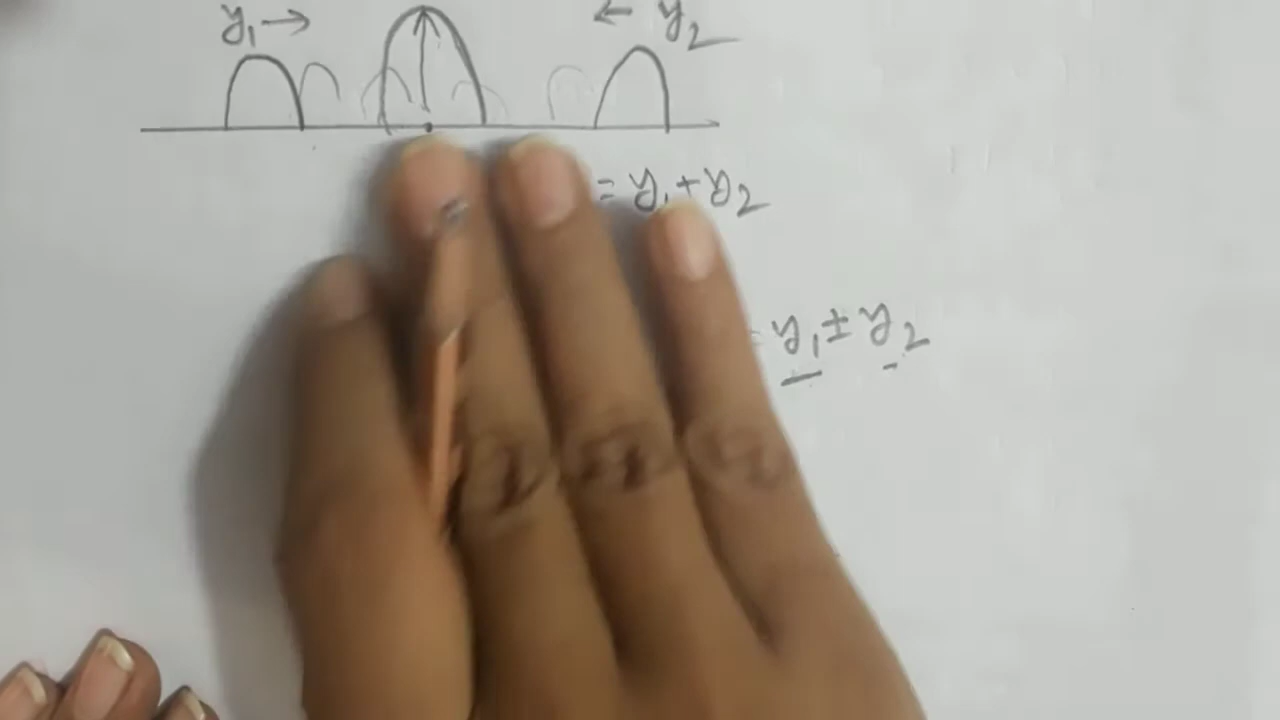 y₁ → ← y₂
= y₁ + y₂
= y₁ ± y₂